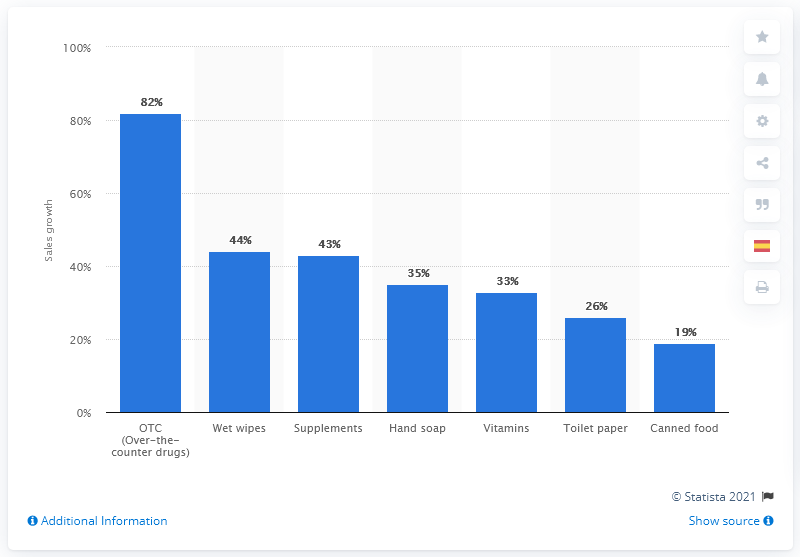 100%
80%
60%
40%
20%
0%
Sales growth
82%
44%
43%
35%
33%
26%
19%
OTC
(Over-the-
counter drugs)
Wet wipes
Supplements
Hand soap
Vitamins
Toilet paper
Canned food
© Statista 2021
Additional Information
Show source